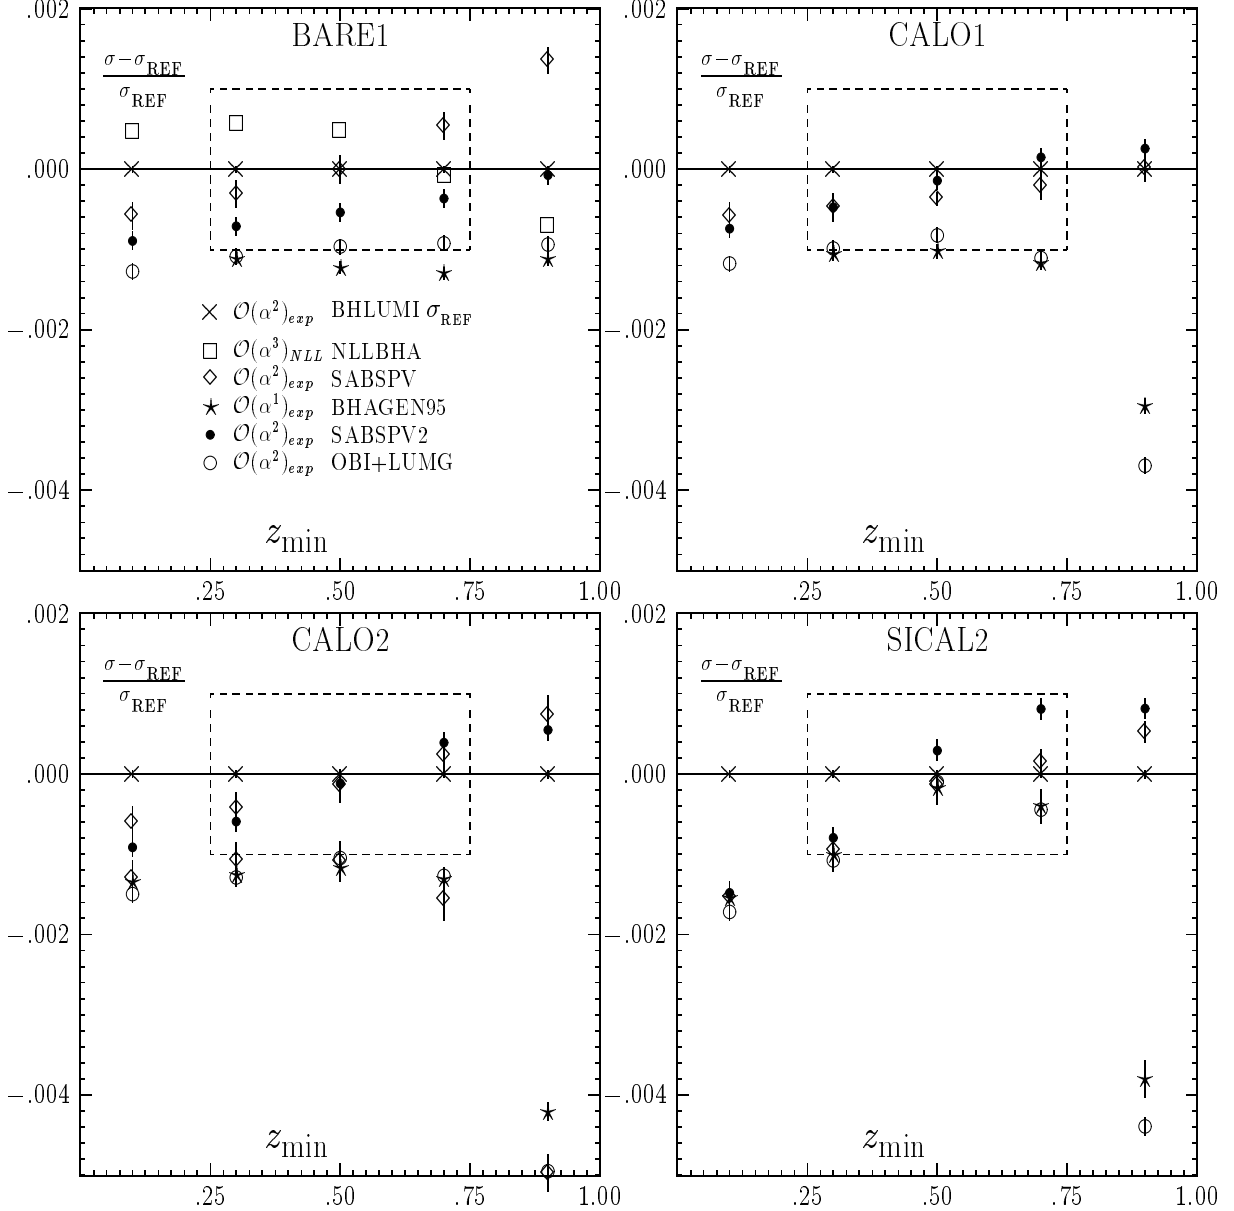 BARE1
σ−σREF
σREF
.002
.000
−.002
−.004
× O(α²)exp BHLUMI σREF
□ O(α³)NLL NLLBHA
◇ O(α²)exp SABSPV
★ O(α¹)exp BHAGEN95
● O(α²)exp SABSPV2
○ O(α²)exp OBI+LUMG
zmin
.25 .50 .75 1.00
CALO1
σ−σREF
σREF
.002
.000
−.002
−.004
zmin
.25 .50 .75 1.00
CALO2
σ−σREF
σREF
.002
.000
−.002
−.004
zmin
.25 .50 .75 1.00
SICAL2
σ−σREF
σREF
.002
.000
−.002
−.004
zmin
.25 .50 .75 1.00